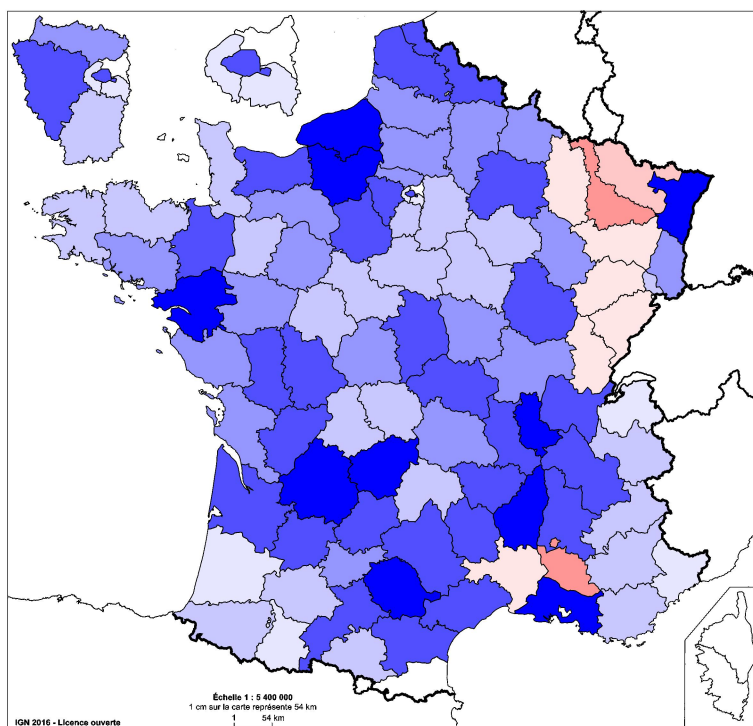 Échelle 1 : 5 400 000
1 cm sur la carte représente 54 km
1 54 km
IGN 2016 - Licence ouverte